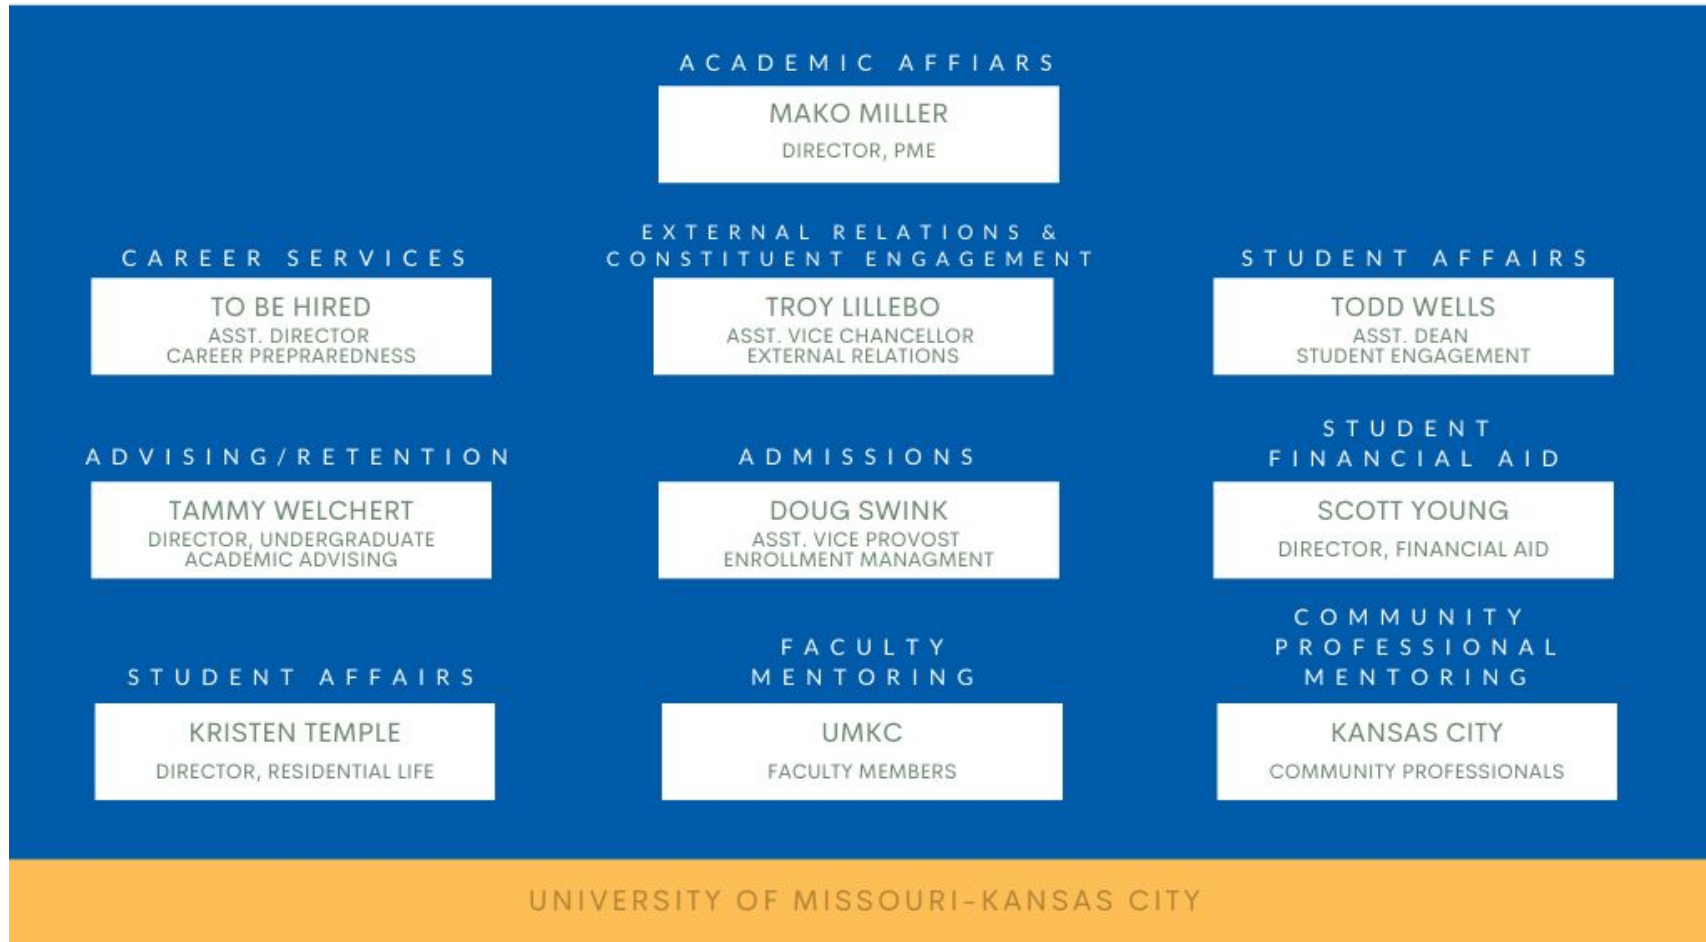 ACADEMIC AFFIARS
MAKO MILLER
DIRECTOR, PME
CAREER SERVICES
TO BE HIRED
ASST. DIRECTOR
CAREER PREPRAREDNESS
EXTERNAL RELATIONS &
CONSTITUENT ENGAGEMENT
TROY LILLEBO
ASST. VICE CHANCELLOR
EXTERNAL RELATIONS
STUDENT AFFAIRS
TODD WELLS
ASST. DEAN
STUDENT ENGAGEMENT
ADVISING/RETENTION
TAMMY WELCHERT
DIRECTOR, UNDERGRADUATE
ACADEMIC ADVISING
ADMISSIONS
DOUG SWINK
ASST. VICE PROVOST
ENROLLMENT MANAGMENT
STUDENT
FINANCIAL AID
SCOTT YOUNG
DIRECTOR, FINANCIAL AID
STUDENT AFFAIRS
KRISTEN TEMPLE
DIRECTOR, RESIDENTIAL LIFE
FACULTY
MENTORING
UMKC
FACULTY MEMBERS
COMMUNITY
PROFESSIONAL
MENTORING
KANSAS CITY
COMMUNITY PROFESSIONALS
UNIVERSITY OF MISSOURI-KANSAS CITY